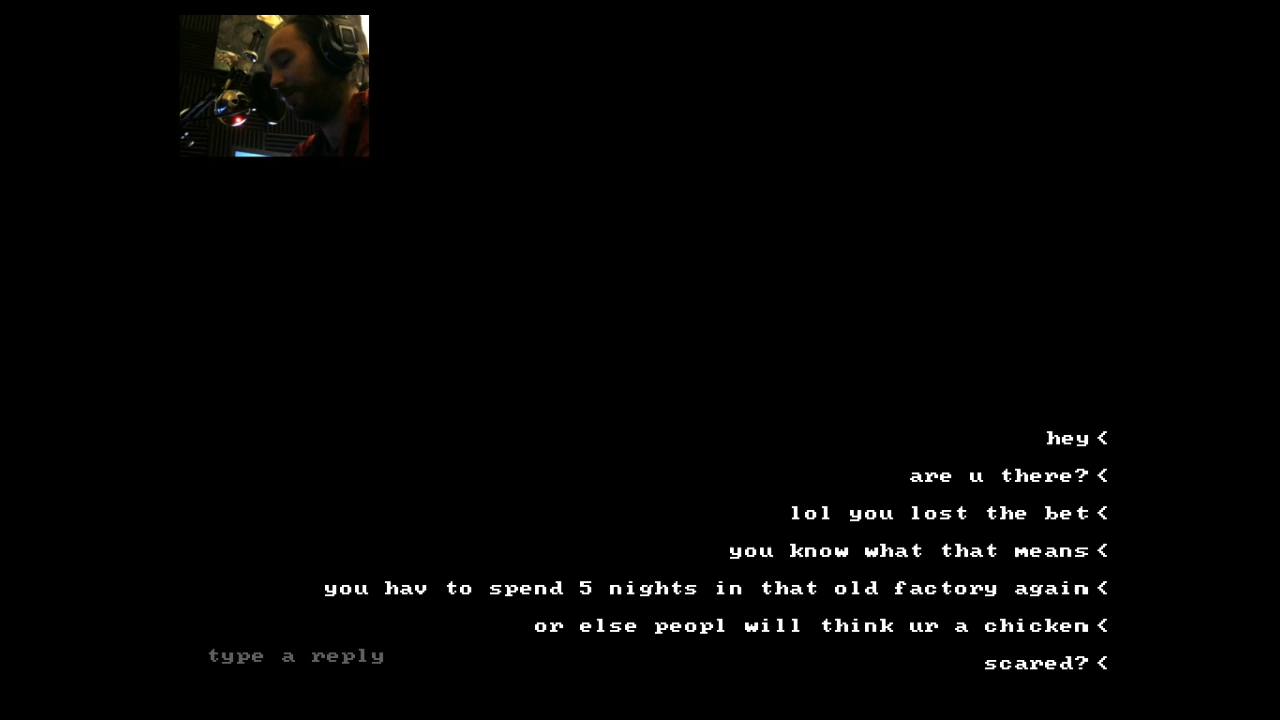 hey <
are u there? <
lol you lost the bet <
you know what that means <
you hav to spend 5 nights in that old factory again <
or else peopl will think ur a chicken <
type a reply
scared? <